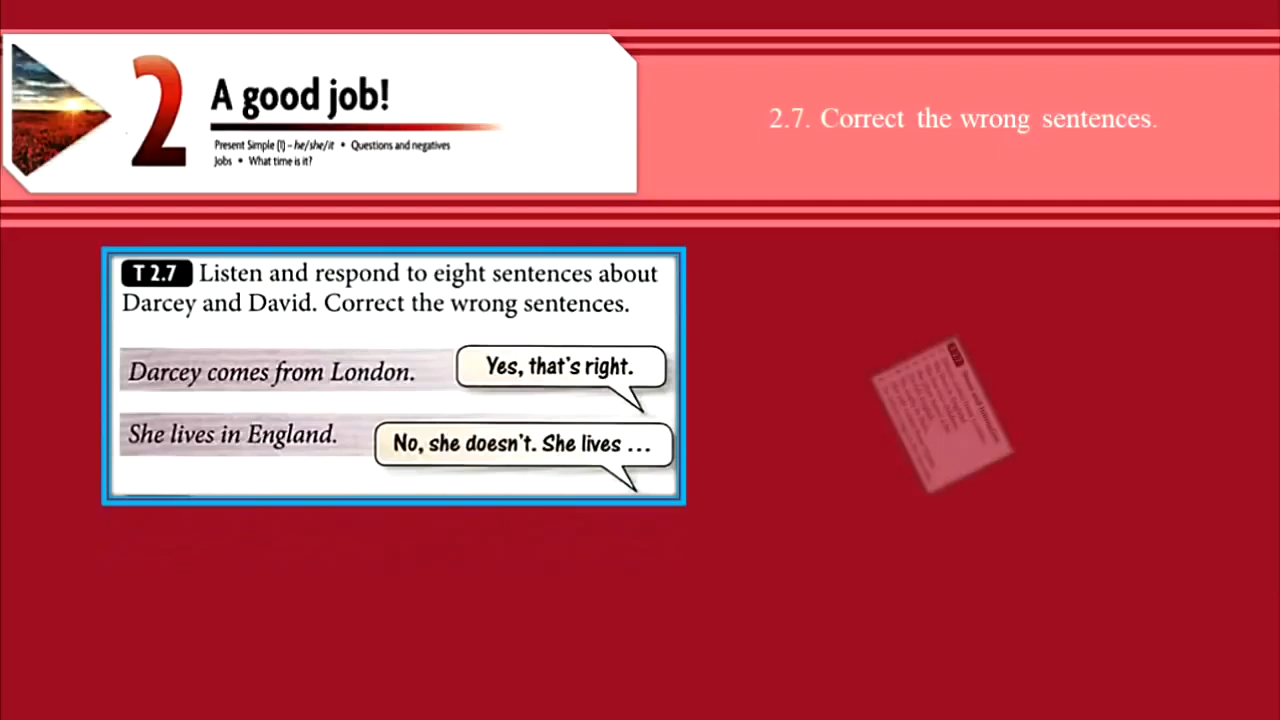 2
A good job!
Present Simple (1) – he/she/it • Questions and negatives
Jobs • What time is it?
2.7. Correct the wrong sentences.
T 2.7 Listen and respond to eight sentences about
Darcey and David. Correct the wrong sentences.
Darcey comes from London.
Yes, that's right.
She lives in England.
No, she doesn't. She lives ...